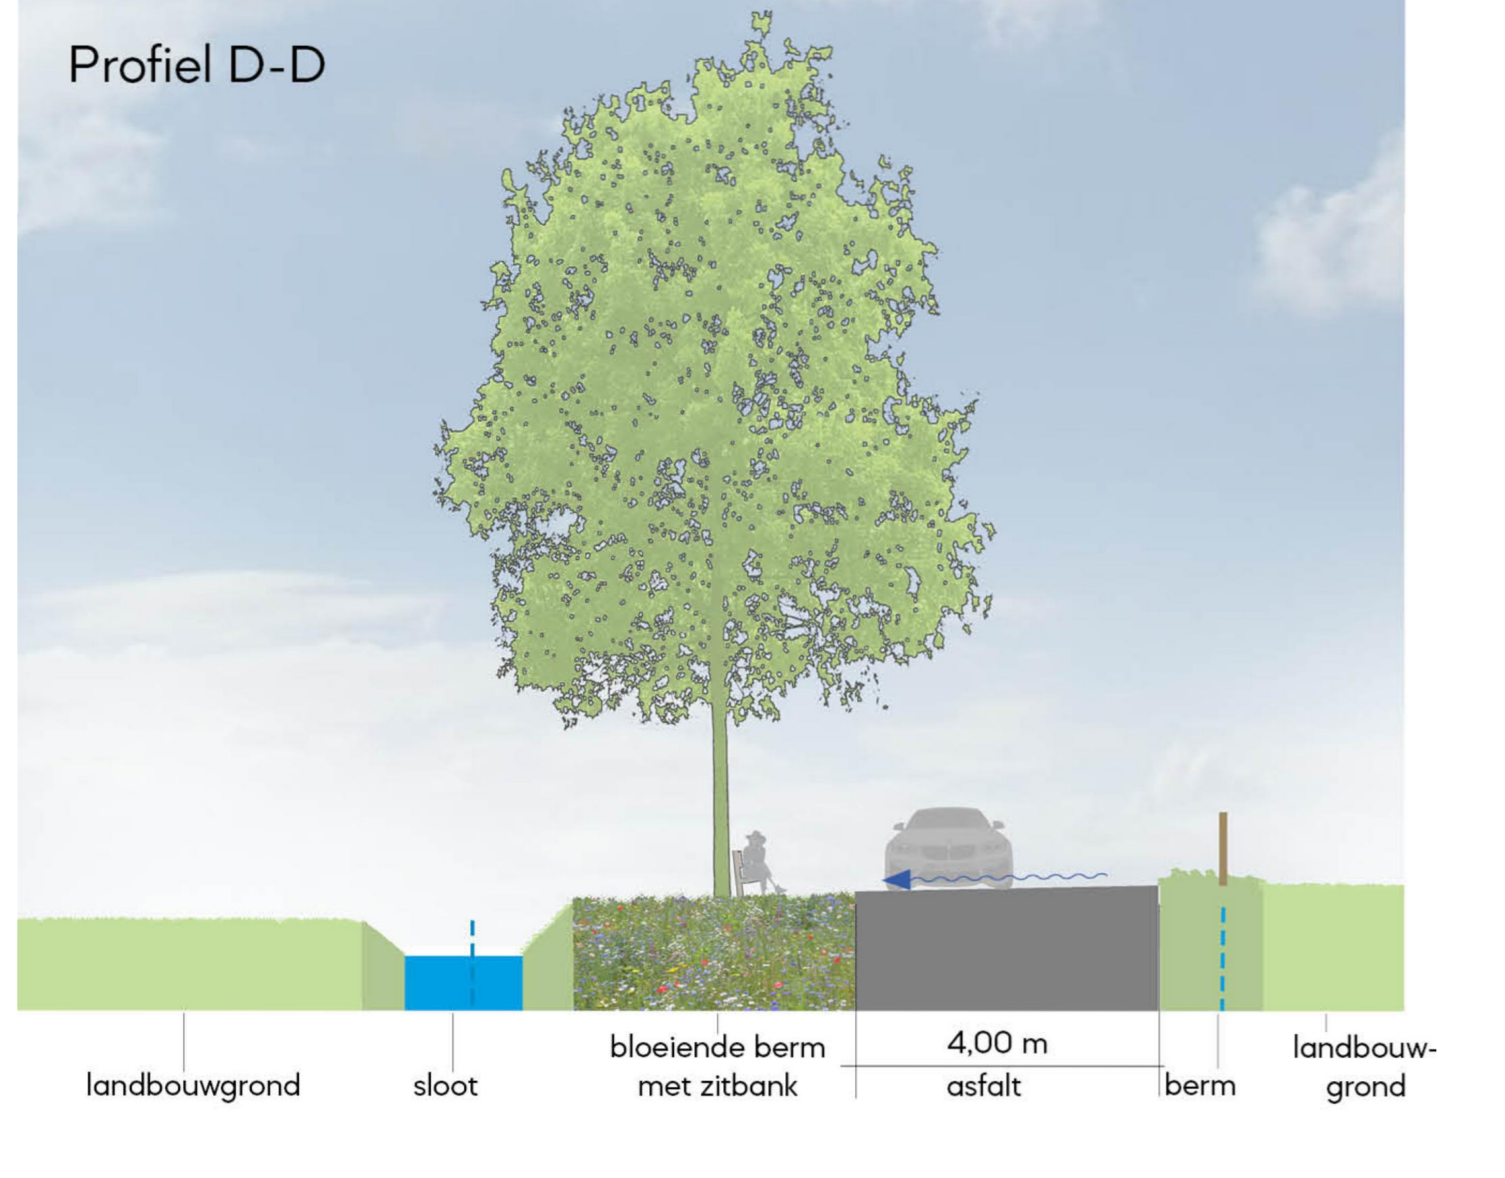 Profiel D-D
landbouwgrond
sloot
bloeiende berm
met zitbank
4,00 m
asfalt
berm
landbouw-
grond